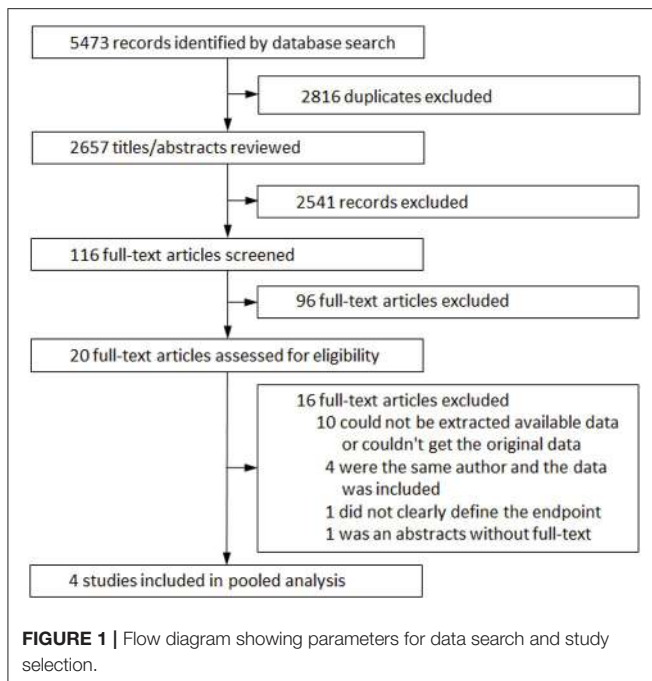 5473 records identified by database search
2816 duplicates excluded
2657 titles/abstracts reviewed
2541 records excluded
116 full-text articles screened
96 full-text articles excluded
20 full-text articles assessed for eligibility
16 full-text articles excluded
10 could not be extracted available data
or couldn't get the original data
4 were the same author and the data
was included
1 did not clearly define the endpoint
1 was an abstracts without full-text
4 studies included in pooled analysis
FIGURE 1 | Flow diagram showing parameters for data search and study
selection.